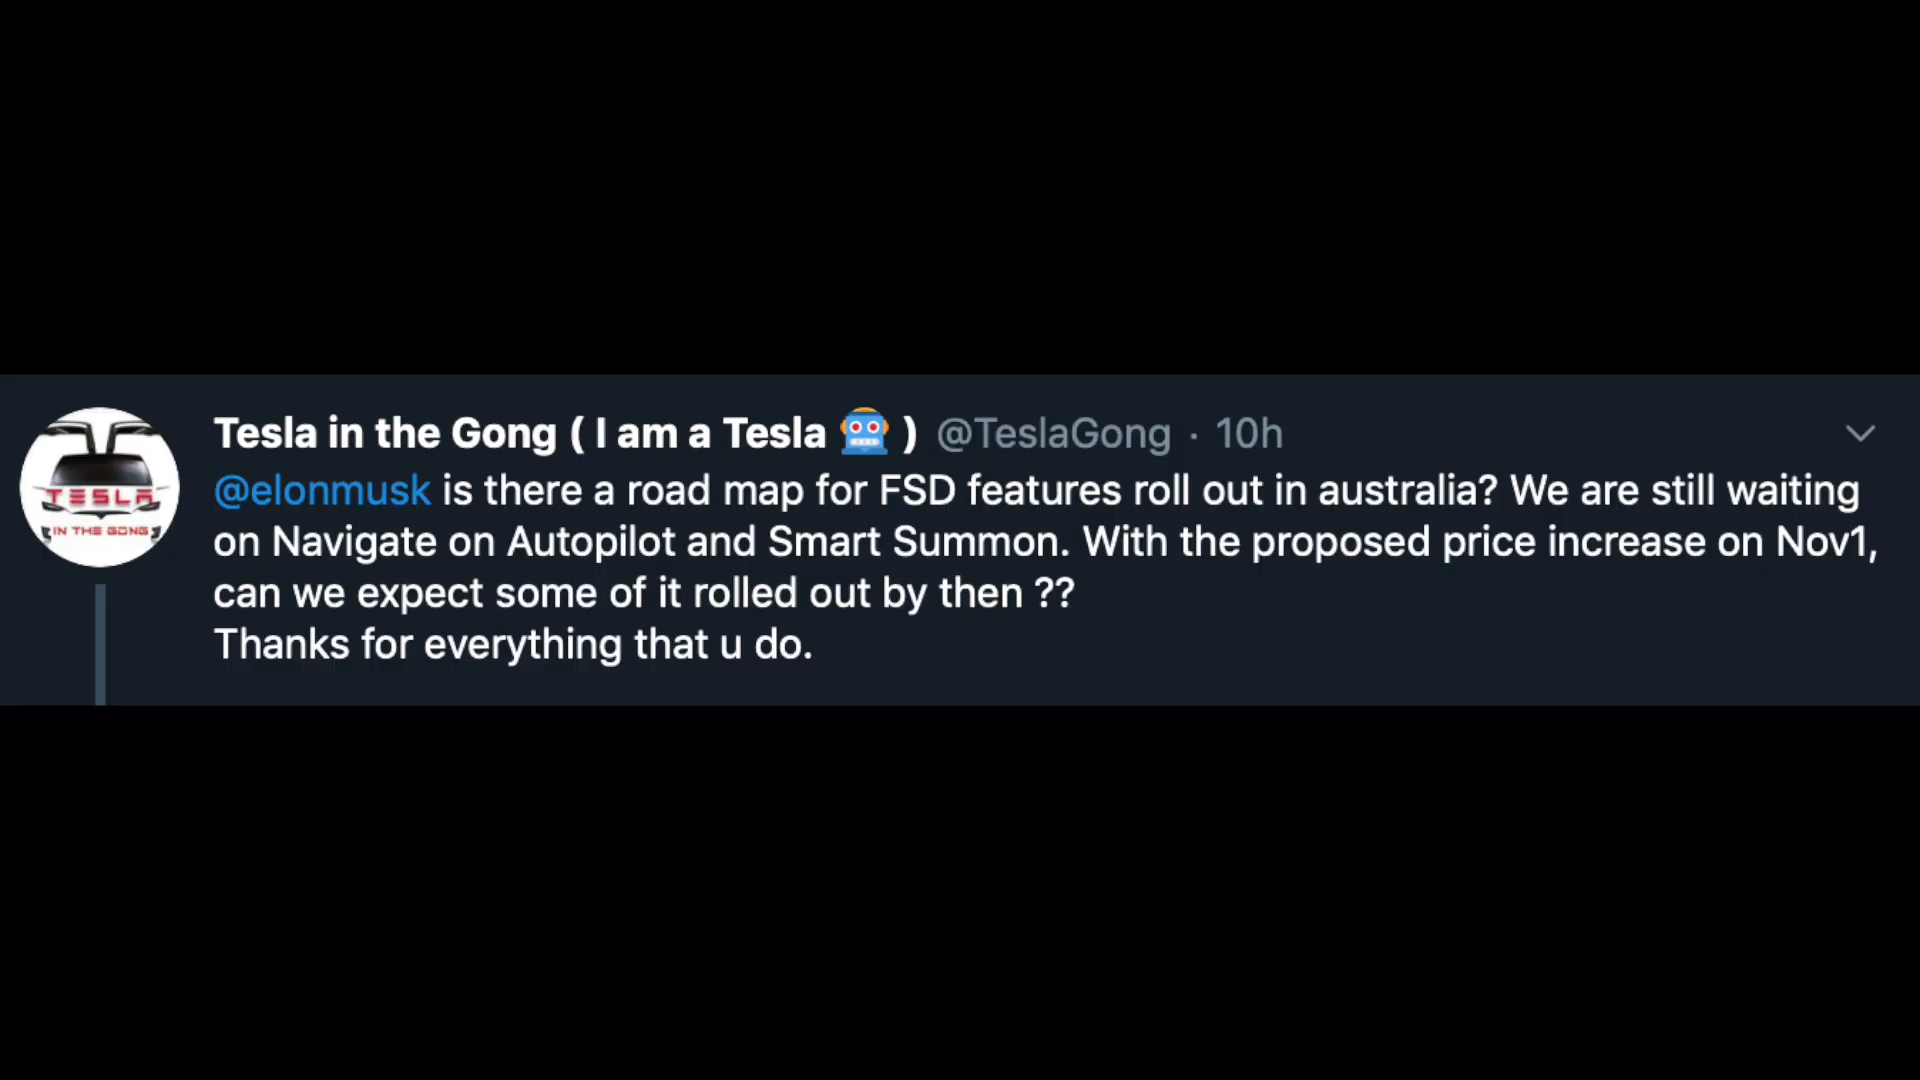 Tesla in the Gong ( I am a Tesla 🤖 ) @TeslaGong · 10h
@elonmusk is there a road map for FSD features roll out in australia? We are still waiting
on Navigate on Autopilot and Smart Summon. With the proposed price increase on Nov1,
can we expect some of it rolled out by then ??
Thanks for everything that u do.
TESLA
IN THE GONG